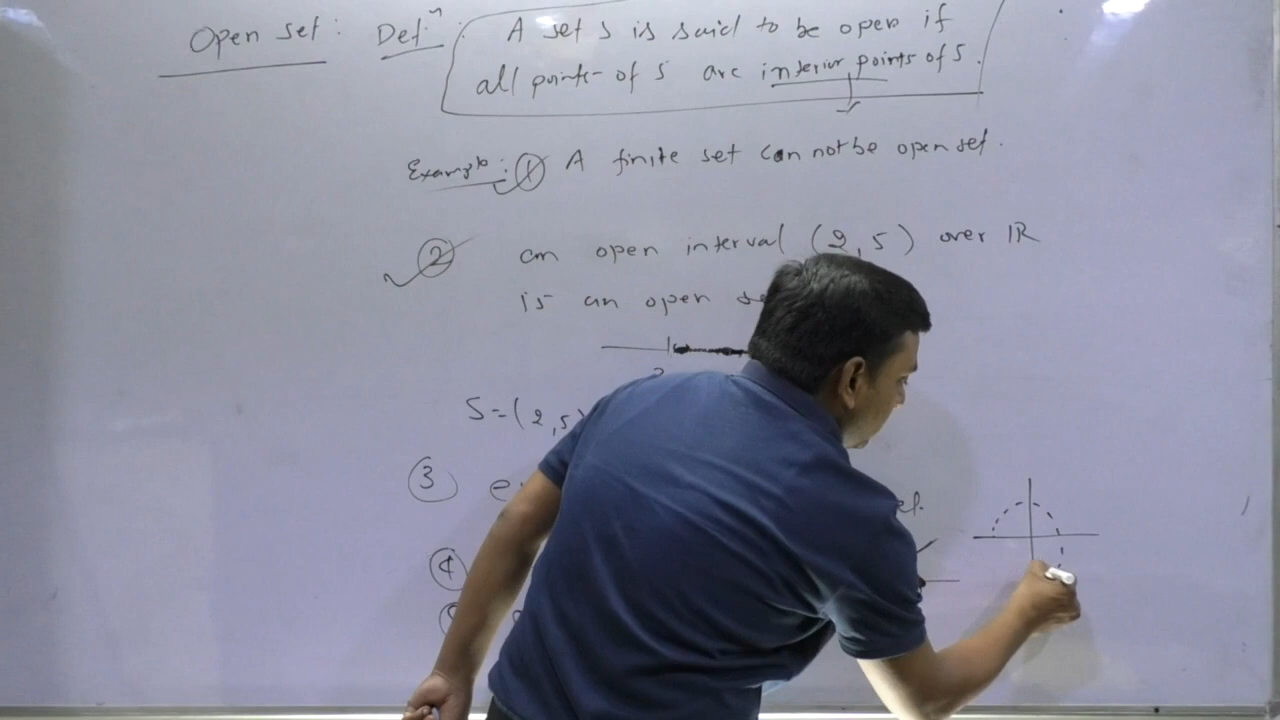 Open set: Defⁿ. A set S is said to be open if
all points of S are interior points of S.
Example: ① A finite set can not be open set.
② an open interval (2, 5) over IR
is an open
2
S = (2, 5)
③
④